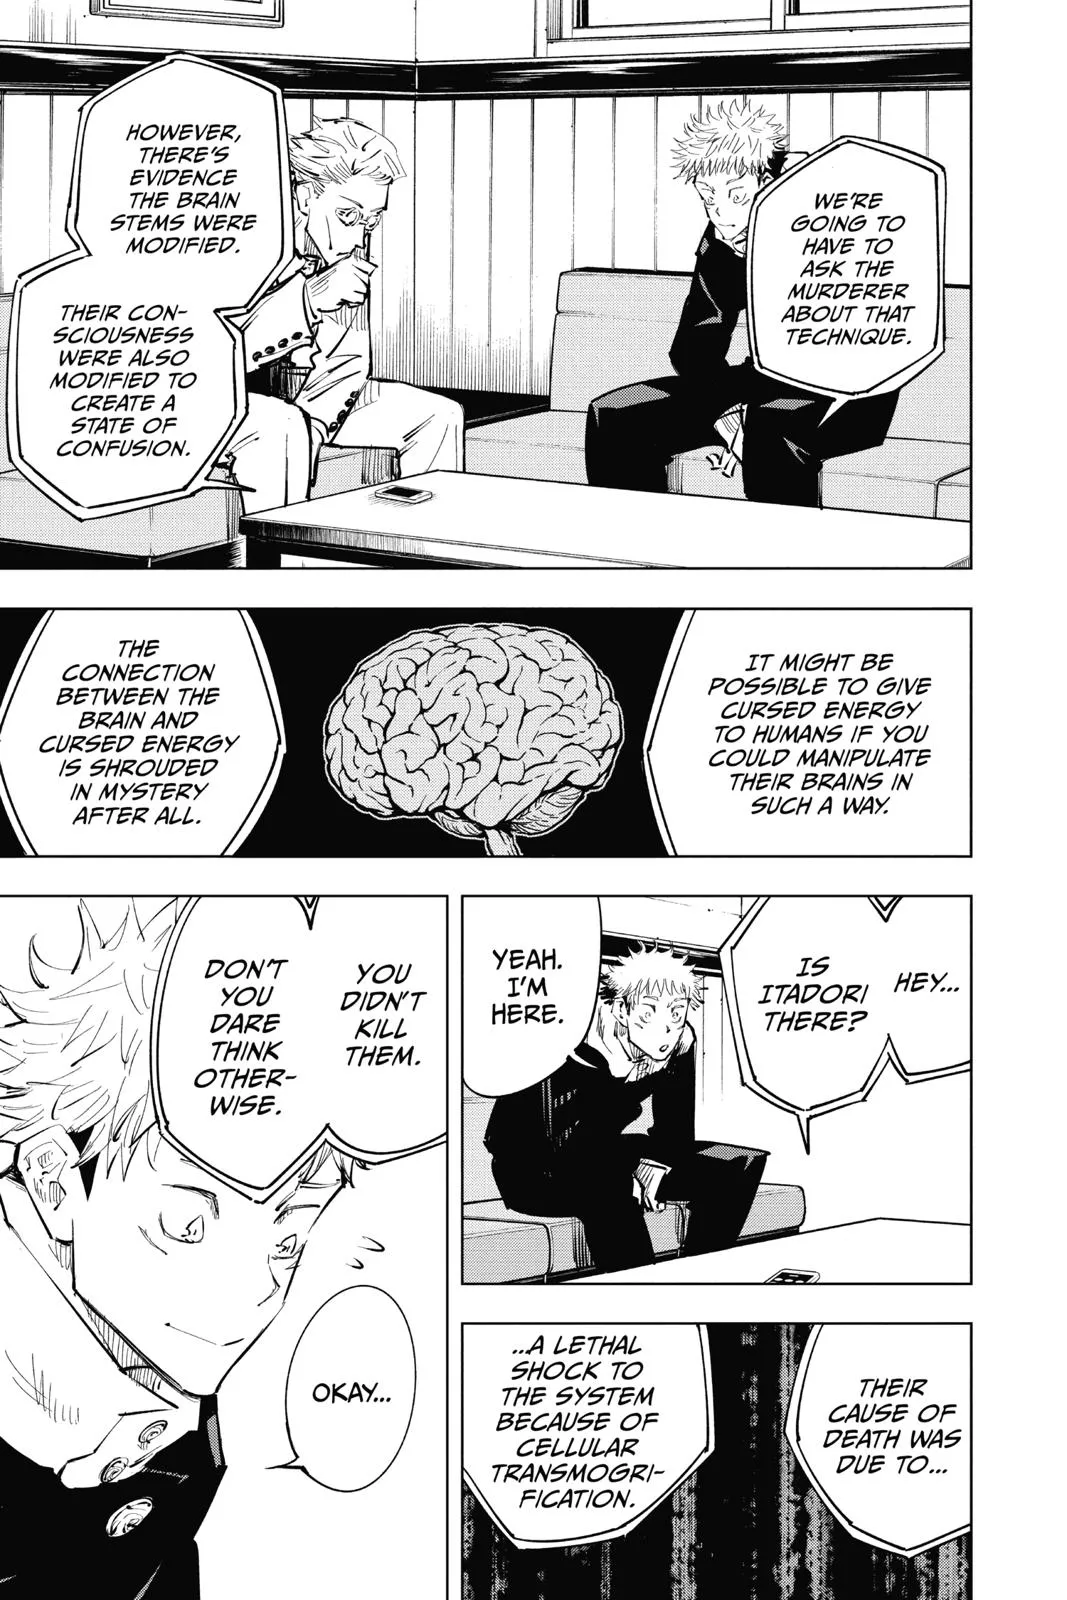 WE'RE
GOING TO
HAVE TO
ASK THE
MURDERER
ABOUT THAT
TECHNIQUE.
HOWEVER,
THERE'S
EVIDENCE
THE BRAIN
STEMS WERE
MODIFIED.
THEIR CON-
SCIOUSNESS
WERE ALSO
MODIFIED TO
CREATE A
STATE OF
CONFUSION.
IT MIGHT BE
POSSIBLE TO GIVE
CURSED ENERGY
TO HUMANS IF YOU
COULD MANIPULATE
THEIR BRAINS IN
SUCH A WAY.
THE
CONNECTION
BETWEEN THE
BRAIN AND
CURSED ENERGY
IS SHROUDED
IN MYSTERY
AFTER ALL.
HEY...
IS
ITADORI
THERE?
YEAH.
I'M
HERE.
THEIR
CAUSE OF
DEATH WAS
DUE TO...
...A LETHAL
SHOCK TO
THE SYSTEM
BECAUSE OF
CELLULAR
TRANSMOGRI-
FICATION.
YOU
DIDN'T
KILL
THEM.
DON'T
YOU
DARE
THINK
OTHER-
WISE.
OKAY...